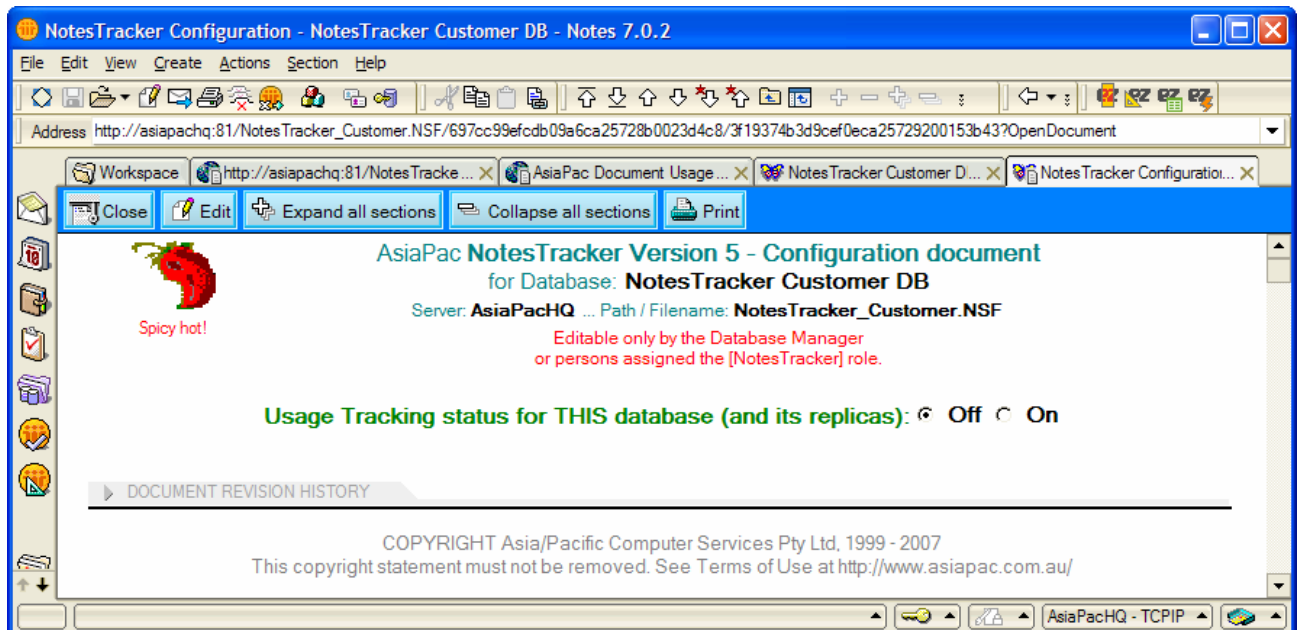 NotesTracker Configuration - NotesTracker Customer DB - Notes 7.0.2
File Edit View Create Actions Section Help
Address http://asiapachq:81/NotesTracker_Customer.NSF/697cc99efcdb09a6ca25728b0023d4c8/3f19374b3d9cef0eca25729200153b43?OpenDocument
Workspace http://asiapachq:81/NotesTracke... AsiaPac Document Usage... NotesTracker Customer D... NotesTracker Configuration...
Close Edit Expand all sections Collapse all sections Print
AsiaPac NotesTracker Version 5 - Configuration document
for Database: NotesTracker Customer DB
Server: AsiaPacHQ ... Path / Filename: NotesTracker_Customer.NSF
Spicy hot!
Editable only by the Database Manager
or persons assigned the [NotesTracker] role.
Usage Tracking status for THIS database (and its replicas): Off On
DOCUMENT REVISION HISTORY
COPYRIGHT Asia/Pacific Computer Services Pty Ltd, 1999 - 2007
This copyright statement must not be removed. See Terms of Use at http://www.asiapac.com.au/
AsiaPacHQ - TCPIP